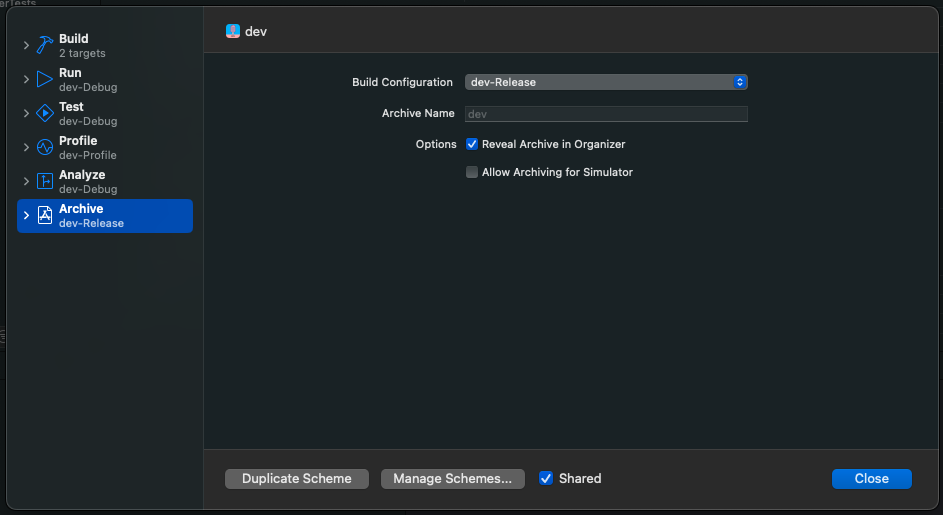 erTests
Build
2 targets
Run
dev-Debug
Test
dev-Debug
Profile
dev-Profile
Analyze
dev-Debug
Archive
dev-Release
dev
Build Configuration dev-Release
Archive Name dev
Options Reveal Archive in Organizer
Allow Archiving for Simulator
Duplicate Scheme Manage Schemes... Shared Close